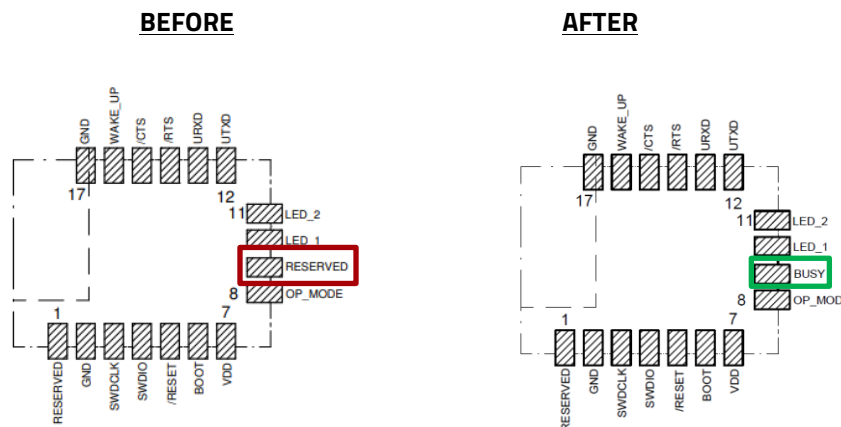 BEFORE
GND
WAKE_UP
/CTS
/RTS
URXD
UTXD
17
12
11
LED_2
LED_1
RESERVED
8
OP_MODE
1
7
RESERVED
GND
SWDCLK
SWDIO
/RESET
BOOT
VDD
AFTER
GND
WAKE_UP
/CTS
/RTS
URXD
UTXD
17
12
11
LED_2
LED_1
BUSY
8
OP_MOD
1
7
RESERVED
GND
SWDCLK
SWDIO
/RESET
BOOT
VDD